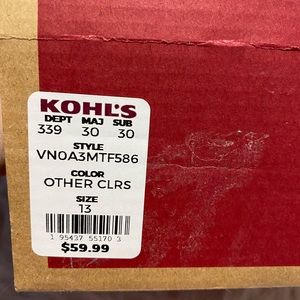 KOHL'S
DEPT MAJ SUB
339 30 30
STYLE
VN0A3MTF586
COLOR
OTHER CLRS
SIZE
13
1 95437 55170 3
$59.99